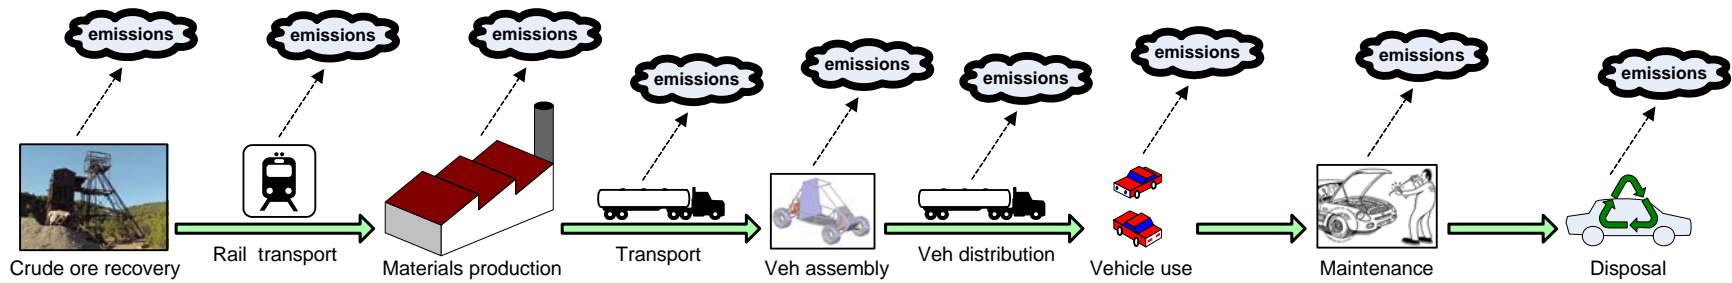 emissions
emissions
emissions
emissions
emissions
emissions
emissions
emissions
emissions
Crude ore recovery
Rail transport
Materials production
Transport
Veh assembly
Veh distribution
Vehicle use
Maintenance
Disposal